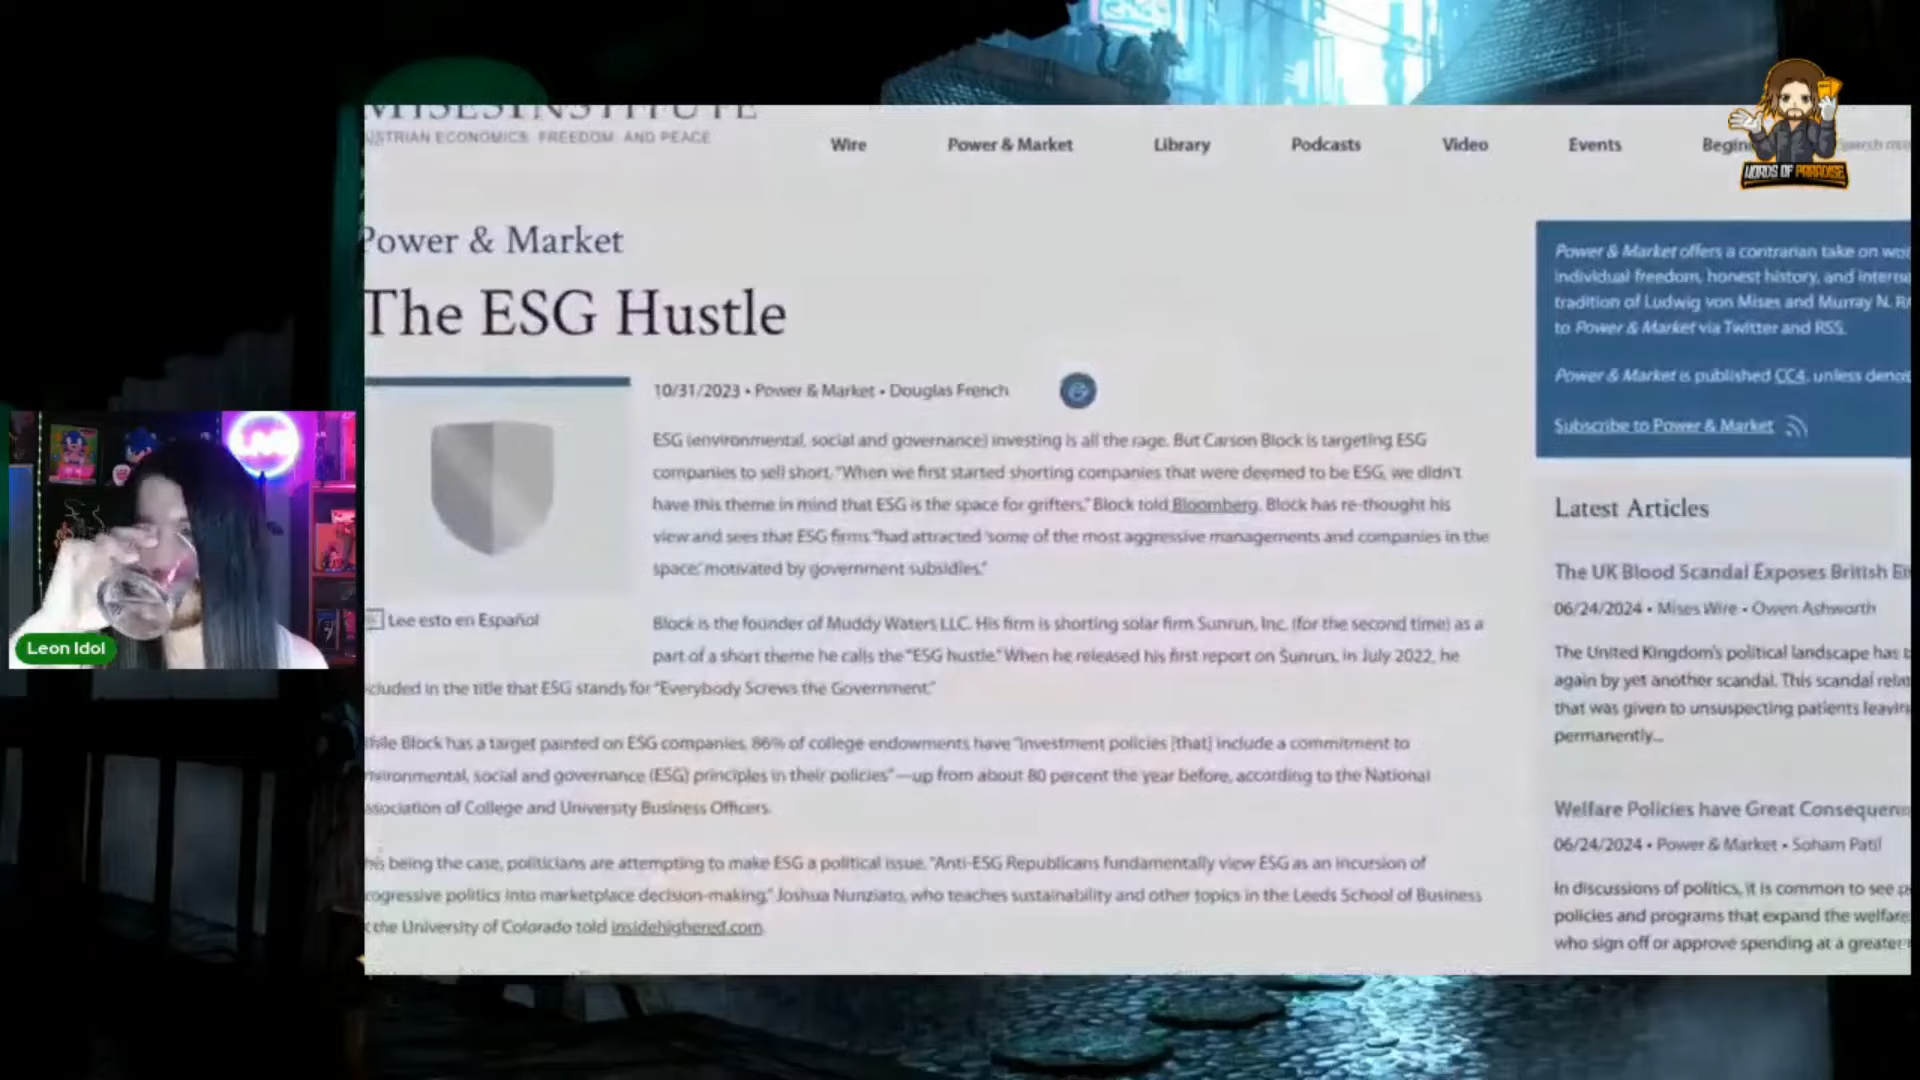 MISESINSTITUTE
USTRIAN ECONOMICS, FREEDOM, AND PEACE
Wire
Power & Market
Library
Podcasts
Video
Events
WORDS OF PARADISE
Power & Market
The ESG Hustle
10/31/2023 • Power & Market • Douglas French
ESG (environmental, social and governance) investing is all the rage. But Carson Block is targeting ESG
companies to sell short. "When we first started shorting companies that were deemed to be ESG, we didn't
have this theme in mind that ESG is the space for grifters," Block told Bloomberg. Block has re-thought his
view and sees that ESG firms "had attracted 'some of the most aggressive managements and companies in the
space,' motivated by government subsidies."
Lee esto en Español
Block is the founder of Muddy Waters LLC. His firm is shorting solar firm Sunrun, Inc. (for the second time) as a
part of a short theme he calls the "ESG hustle." When he released his first report on Sunrun, in July 2022, he
cluded in the title that ESG stands for "Everybody Screws the Government."
hile Block has a target painted on ESG companies, 86% of college endowments have "investment policies [that] include a commitment to
nvironmental, social and governance (ESG) principles in their policies"—up from about 80 percent the year before, according to the National
ssociation of College and University Business Officers.
his being the case, politicians are attempting to make ESG a political issue. "Anti-ESG Republicans fundamentally view ESG as an incursion of
rogressive politics into marketplace decision-making," Joshua Nunziato, who teaches sustainability and other topics in the Leeds School of Business
the University of Colorado told insidehighered.com.
Power & Market offers a contrarian take on
individual freedom, honest history, and
tradition of Ludwig von Mises and Murray N.
to Power & Market via Twitter and RSS.
Power & Market is published CC4, unless
Subscribe to Power & Market
Latest Articles
The UK Blood Scandal Exposes British
06/24/2024 • Mises Wire • Owen Ashworth
The United Kingdom's political landscape has
again by yet another scandal. This scandal
that was given to unsuspecting patients
permanently...
Welfare Policies have Great
06/24/2024 • Power & Market • Soham Patil
In discussions of politics, it is common to see
policies and programs that expand the welfare
who sign off or approve spending at a greater
Leon Idol